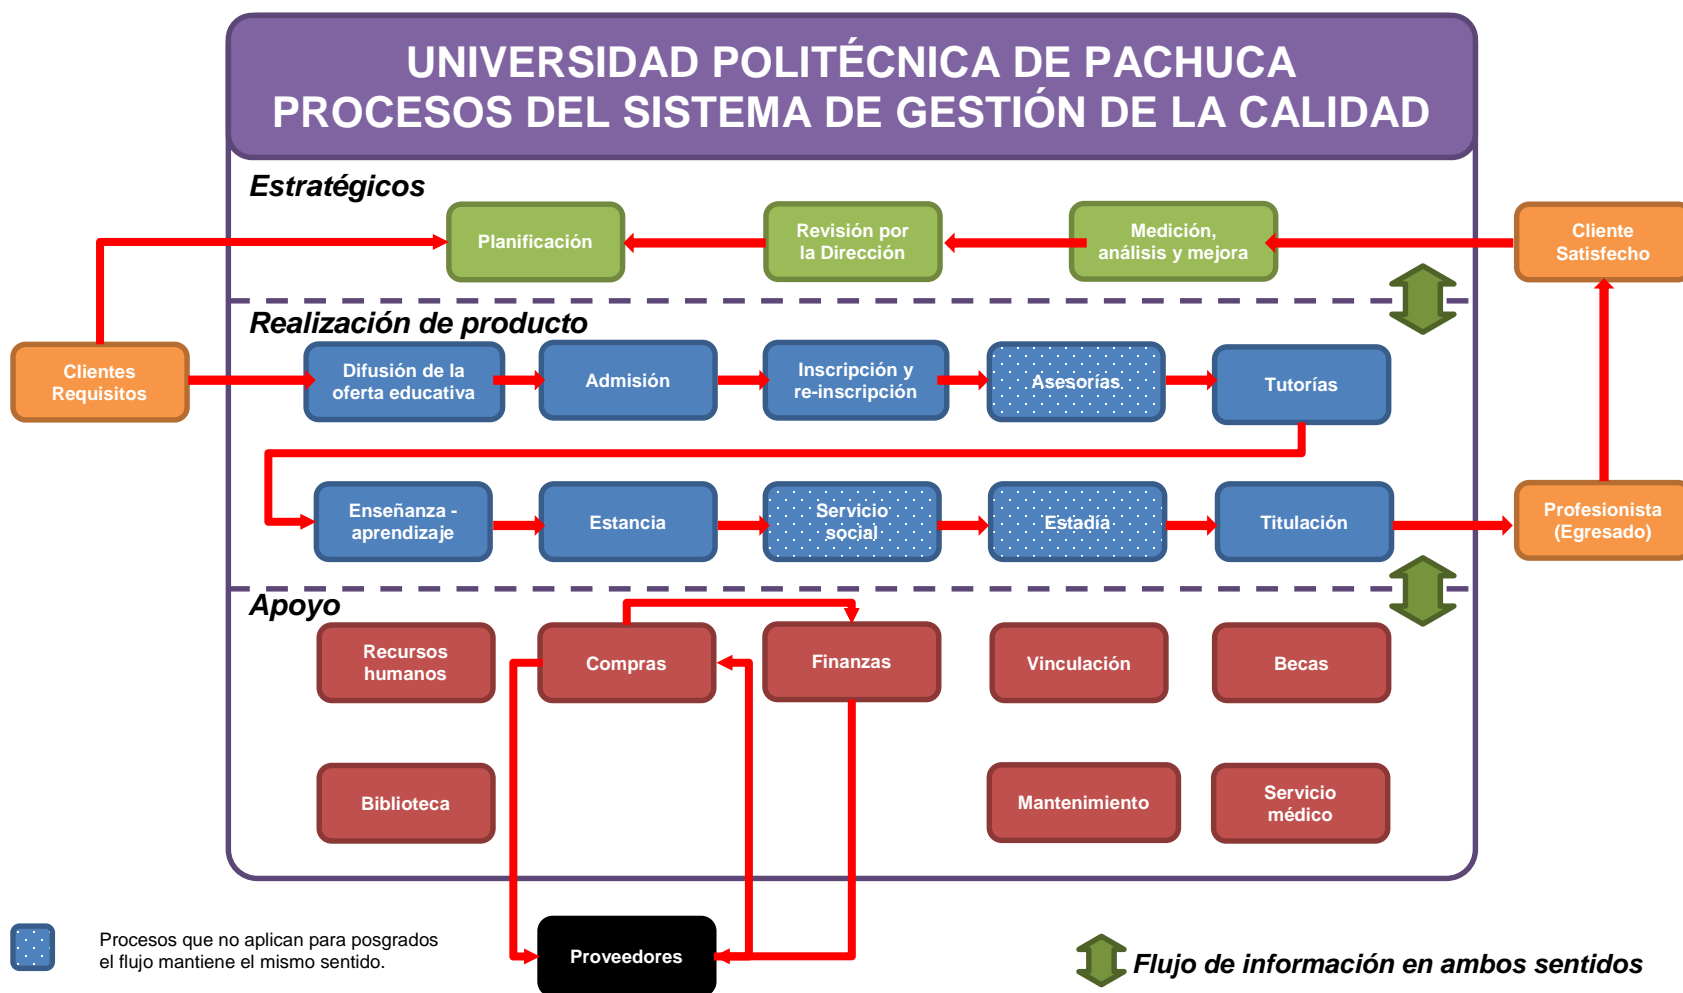 UNIVERSIDAD POLITÉCNICA DE PACHUCA
PROCESOS DEL SISTEMA DE GESTIÓN DE LA CALIDAD
Estratégicos
Planificación
Revisión por
la Dirección
Medición,
análisis y mejora
Cliente
Satisfecho
Realización de producto
Clientes
Requisitos
Difusión de la
oferta educativa
Admisión
Inscripción y
re-inscripción
Asesorías
Tutorías
Enseñanza -
aprendizaje
Estancia
Servicio
social
Estadía
Titulación
Profesionista
(Egresado)
Apoyo
Recursos
humanos
Compras
Finanzas
Vinculación
Becas
Biblioteca
Mantenimiento
Servicio
médico
Procesos que no aplican para posgrados
el flujo mantiene el mismo sentido.
Proveedores
Flujo de información en ambos sentidos